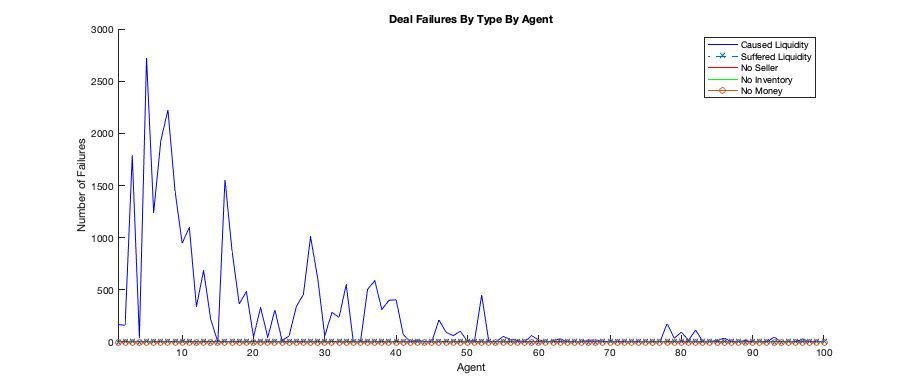 Deal Failures By Type By Agent
3000
2500
2000
1500
1000
500
0
Number of Failures
Caused Liquidity
Suffered Liquidity
No Seller
No Inventory
No Money
10 20 30 40 50 60 70 80 90 100
Agent